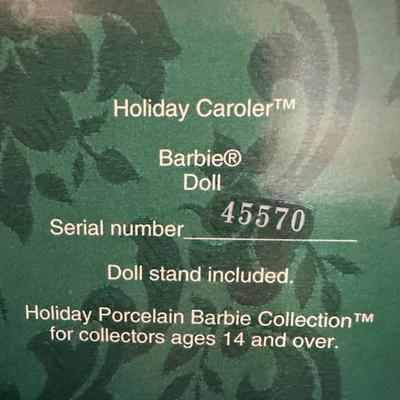 Holiday Caroler™
Barbie®
Doll
Serial number 45570
Doll stand included.
Holiday Porcelain Barbie Collection™
for collectors ages 14 and over.